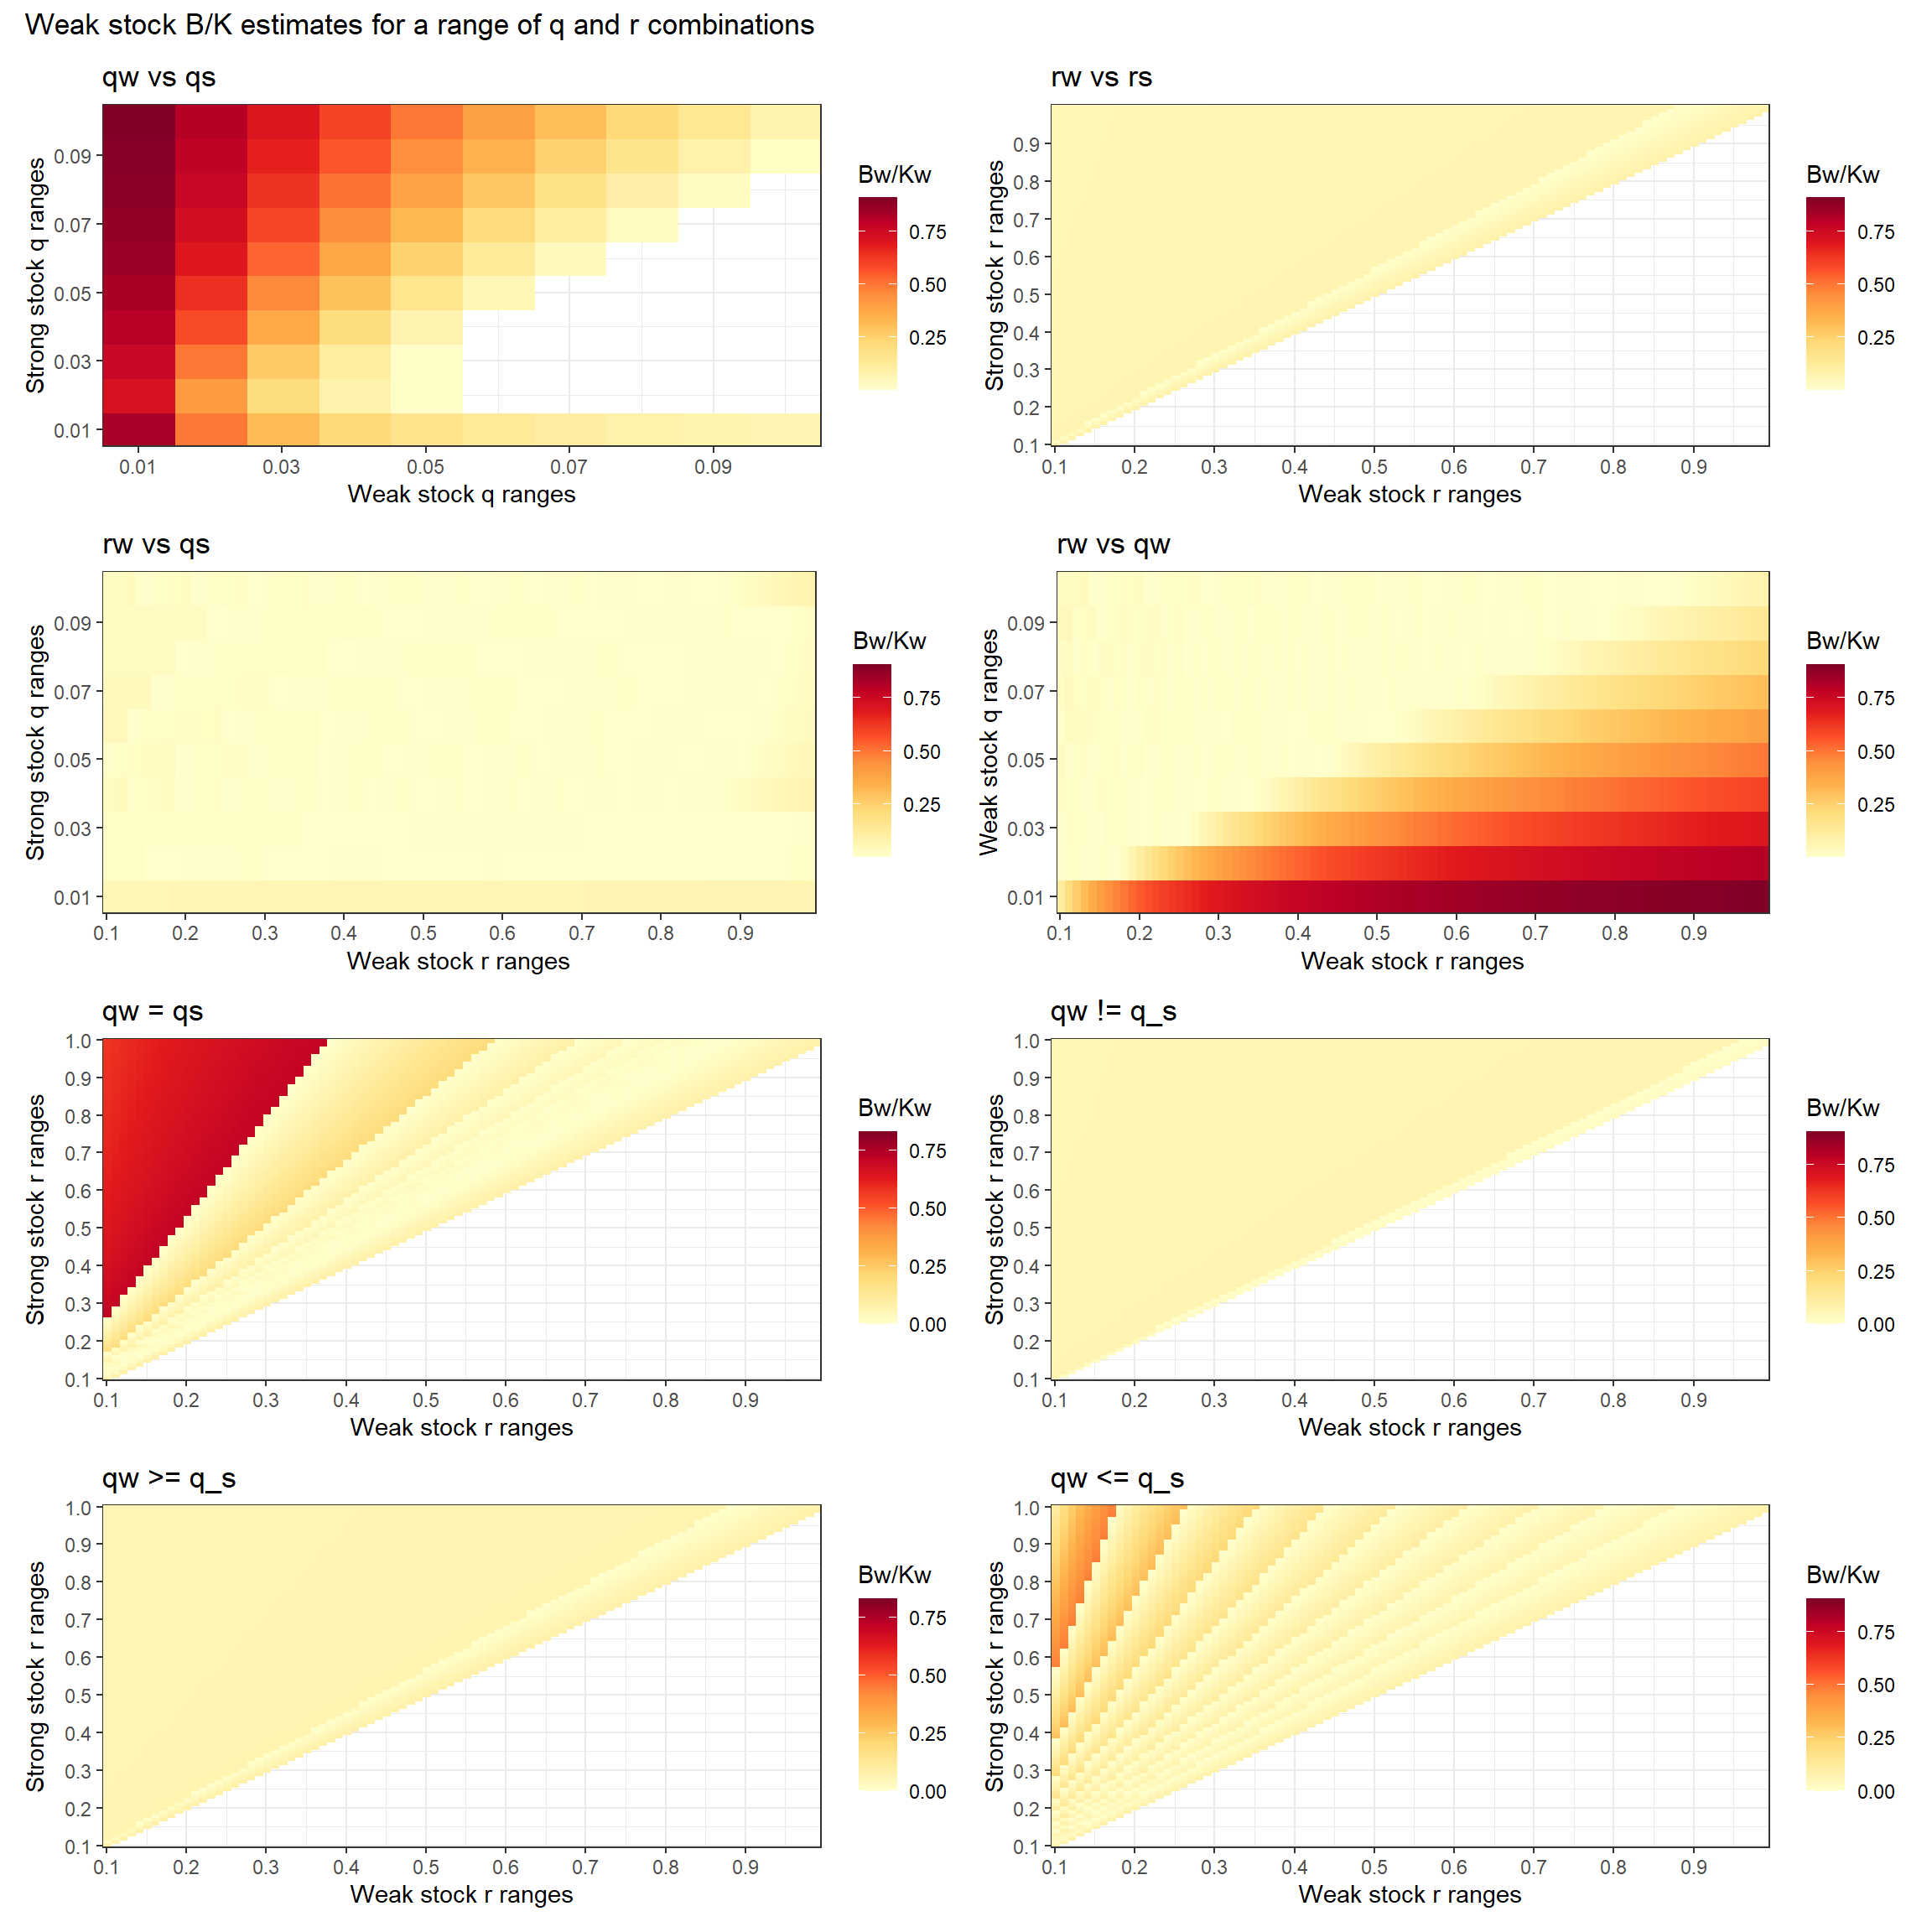 Weak stock B/K estimates for a range of q and r combinations
qw vs qs
Strong stock q ranges
0.09
0.07
0.05
0.03
0.01
0.01 0.03 0.05 0.07 0.09
Weak stock q ranges
Bw/Kw
0.75
0.50
0.25
rw vs rs
Strong stock r ranges
0.9
0.8
0.7
0.6
0.5
0.4
0.3
0.2
0.1
0.1 0.2 0.3 0.4 0.5 0.6 0.7 0.8 0.9
Weak stock r ranges
Bw/Kw
0.75
0.50
0.25
rw vs qs
Strong stock q ranges
0.09
0.07
0.05
0.03
0.01
0.1 0.2 0.3 0.4 0.5 0.6 0.7 0.8 0.9
Weak stock r ranges
Bw/Kw
0.75
0.50
0.25
rw vs qw
Weak stock q ranges
0.09
0.07
0.05
0.03
0.01
0.1 0.2 0.3 0.4 0.5 0.6 0.7 0.8 0.9
Weak stock r ranges
Bw/Kw
0.75
0.50
0.25
qw = qs
Strong stock r ranges
1.0
0.9
0.8
0.7
0.6
0.5
0.4
0.3
0.2
0.1
0.1 0.2 0.3 0.4 0.5 0.6 0.7 0.8 0.9
Weak stock r ranges
Bw/Kw
0.75
0.50
0.25
0.00
qw != q_s
Strong stock r ranges
1.0
0.9
0.8
0.7
0.6
0.5
0.4
0.3
0.2
0.1
0.1 0.2 0.3 0.4 0.5 0.6 0.7 0.8 0.9
Weak stock r ranges
Bw/Kw
0.75
0.50
0.25
0.00
qw >= q_s
Strong stock r ranges
1.0
0.9
0.8
0.7
0.6
0.5
0.4
0.3
0.2
0.1
0.1 0.2 0.3 0.4 0.5 0.6 0.7 0.8 0.9
Weak stock r ranges
Bw/Kw
0.75
0.50
0.25
0.00
qw <= q_s
Strong stock r ranges
1.0
0.9
0.8
0.7
0.6
0.5
0.4
0.3
0.2
0.1
0.1 0.2 0.3 0.4 0.5 0.6 0.7 0.8 0.9
Weak stock r ranges
Bw/Kw
0.75
0.50
0.25
0.00